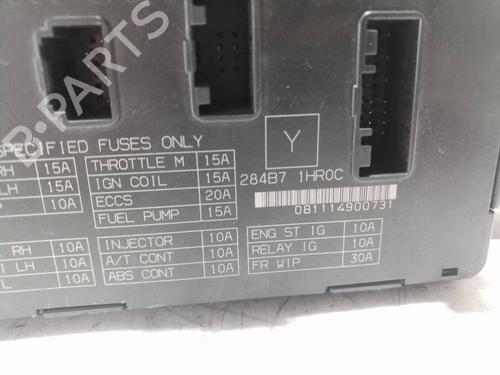 B-PARTS
SPECIFIED FUSES ONLY
RH 15A
LH 15A
10A
THROTTLE M 15A
IGN COIL 15A
ECCS 20A
FUEL PUMP 15A
Y
284B7 1HR0C
081114900731
RH 10A
LH 10A
L 10A
INJECTOR 10A
A/T CONT 10A
ABS CONT 10A
ENG ST IG 10A
RELAY IG 10A
FR WIP 30A